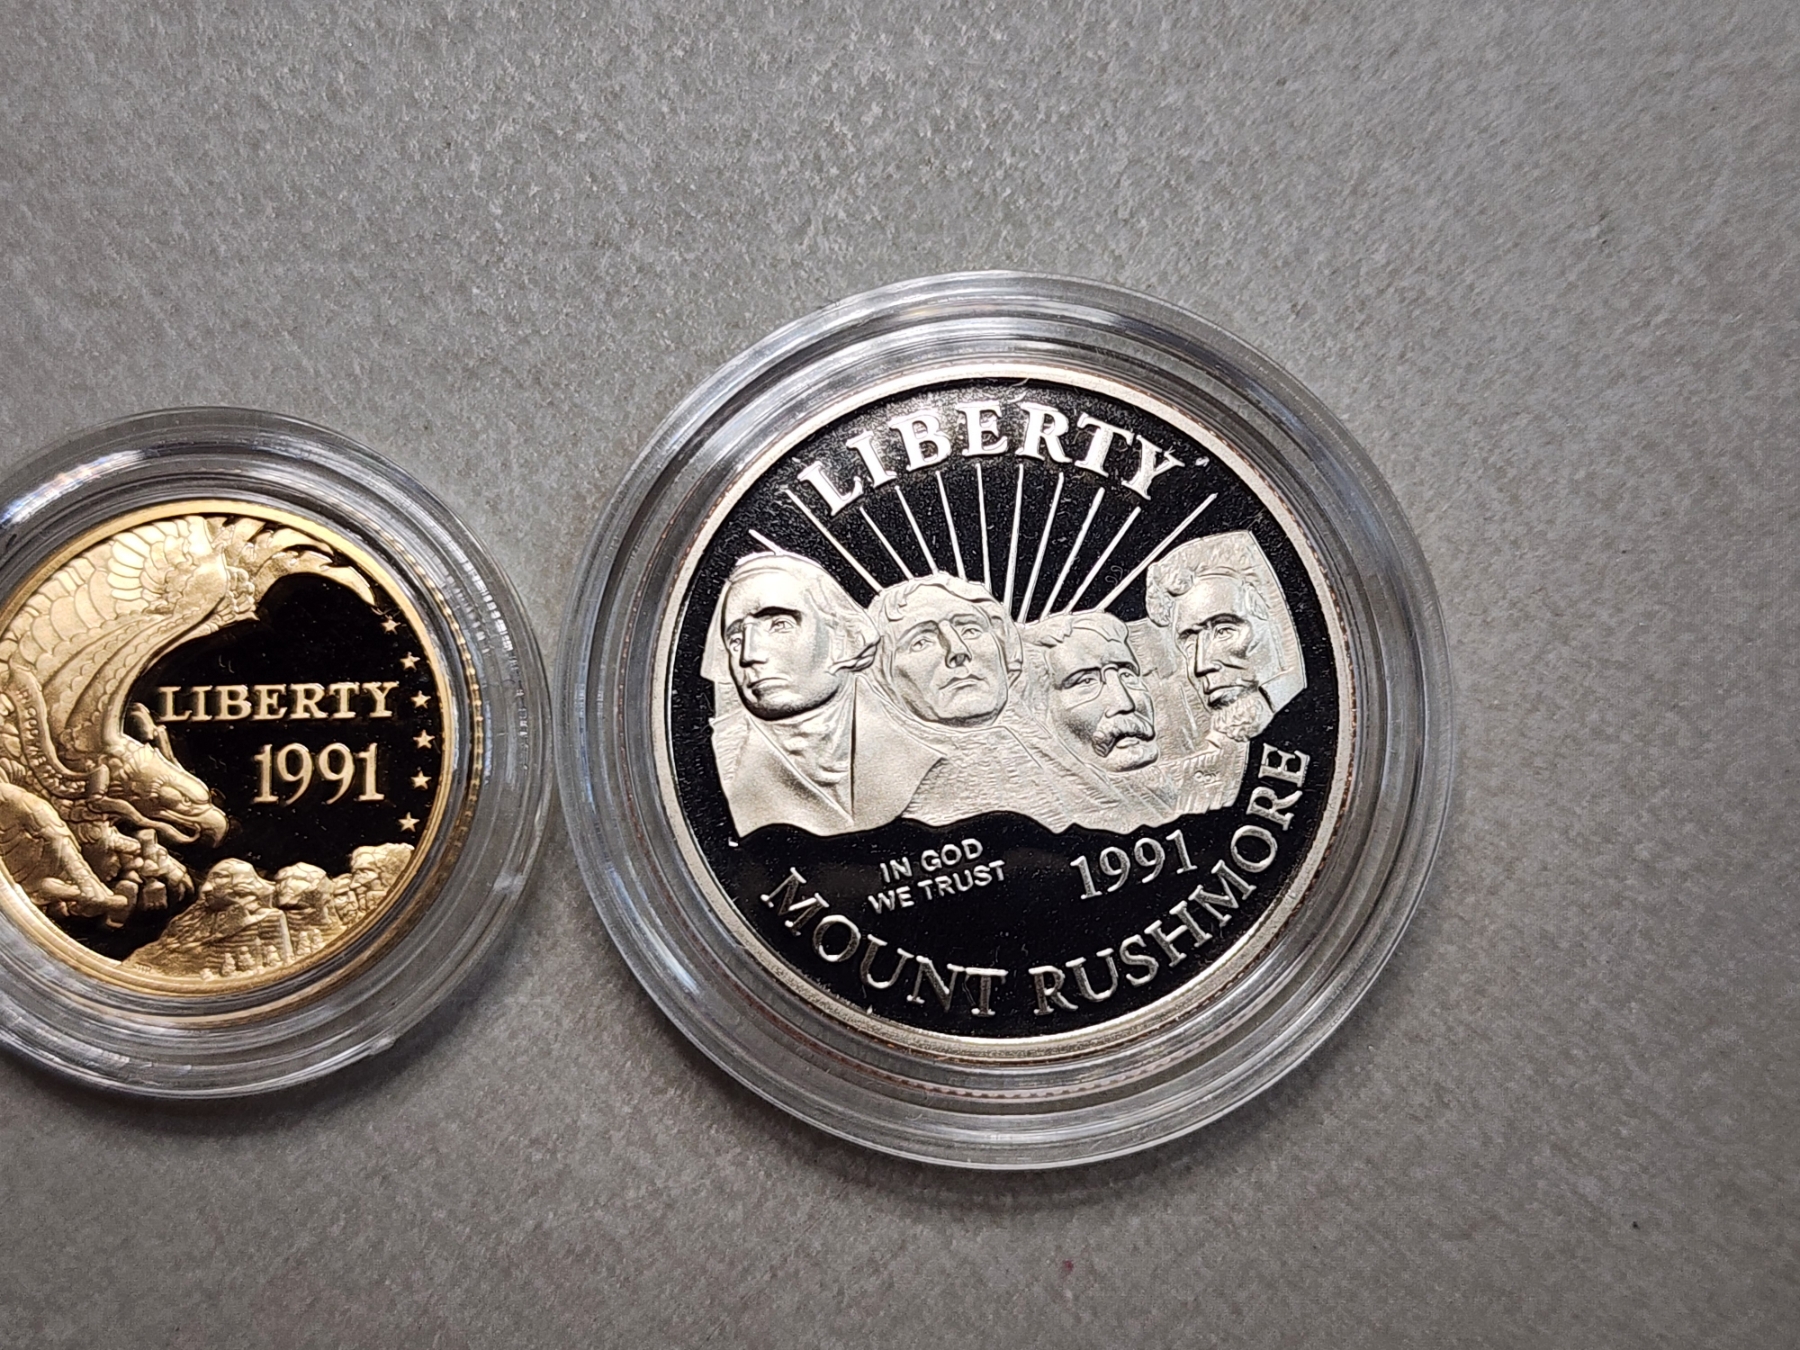 LIBERTY
1991
LIBERTY
IN GOD
WE TRUST
1991
MOUNT RUSHMORE